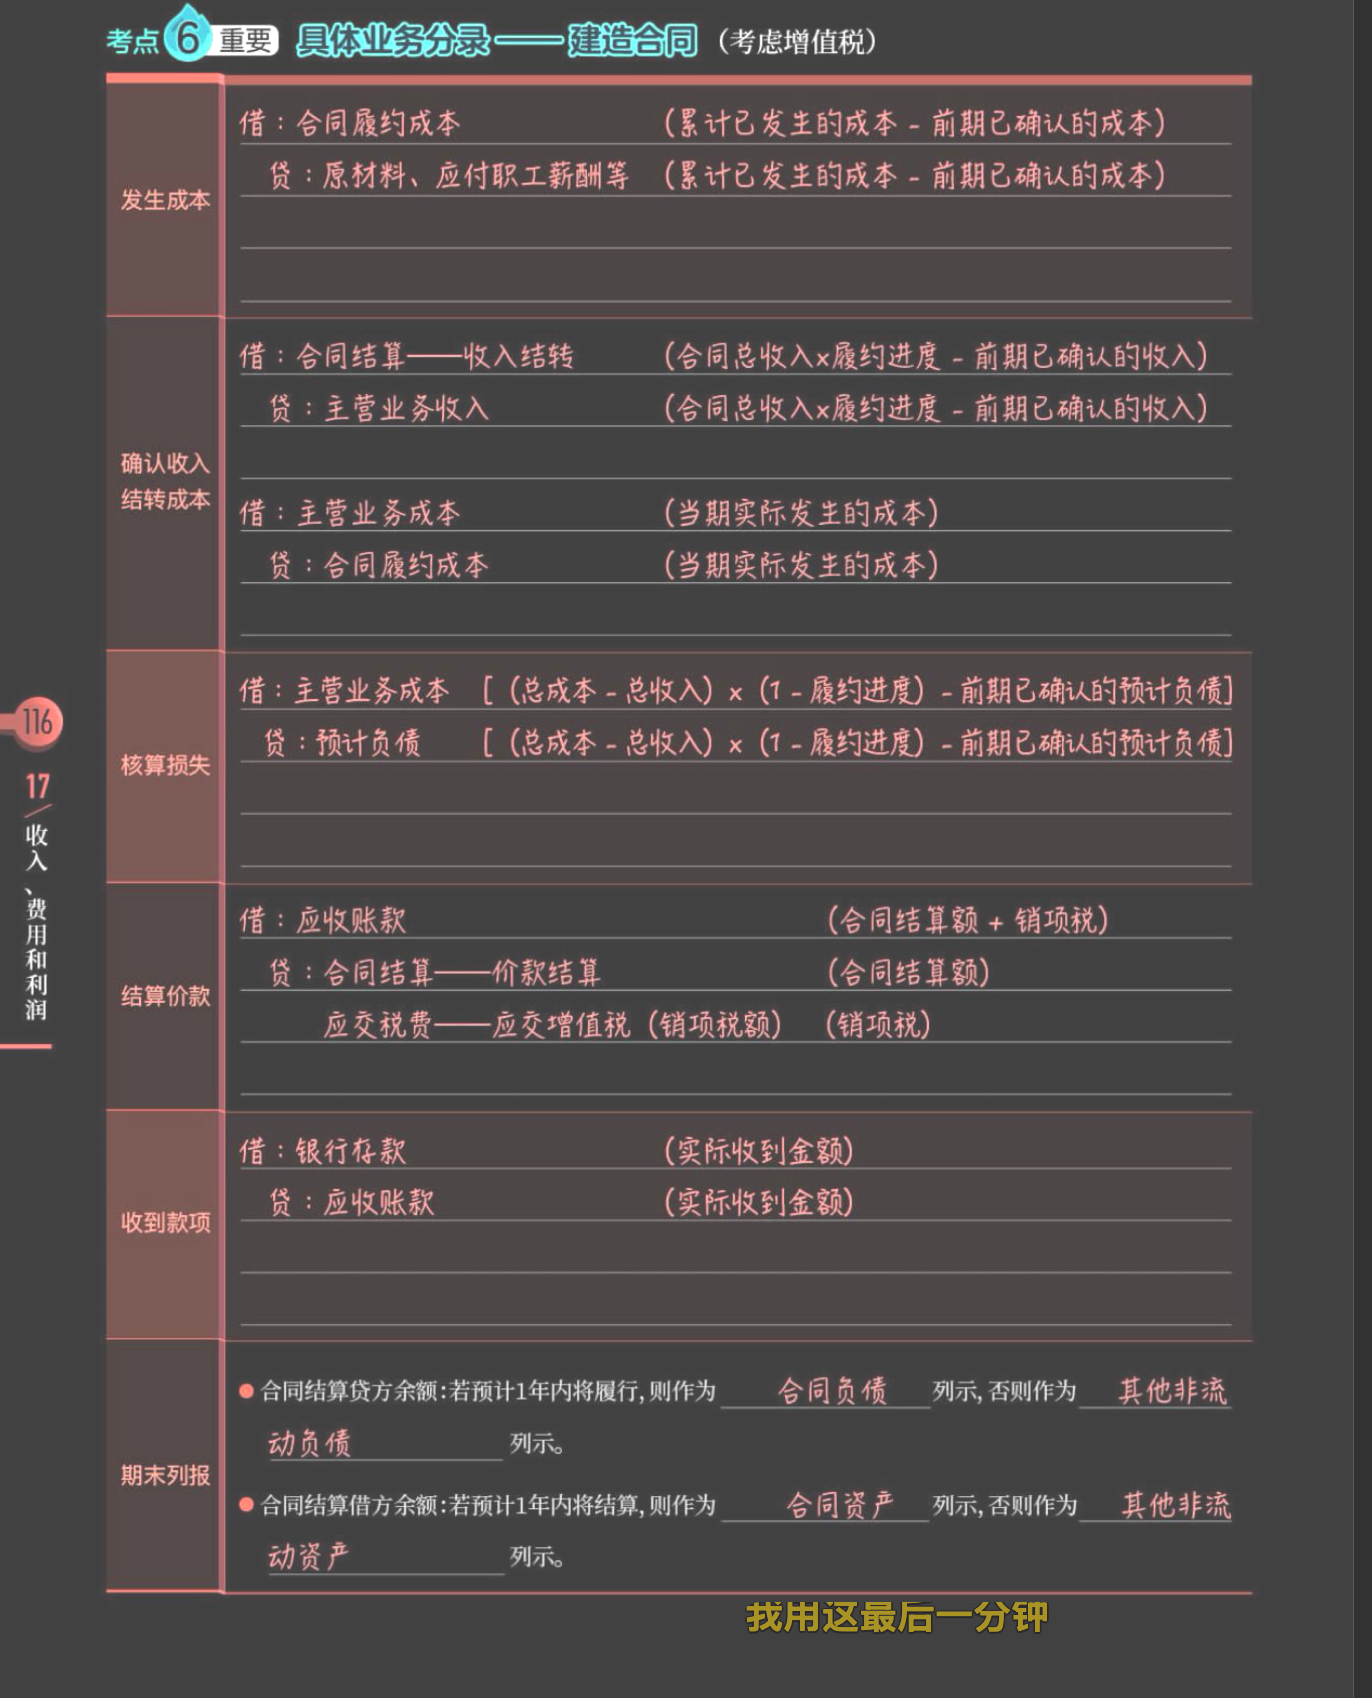 考点 6 重要 具体业务分录——建造合同（考虑增值税）
发生成本
借：合同履约成本 （累计已发生的成本－前期已确认的成本）
贷：原材料、应付职工薪酬等 （累计已发生的成本－前期已确认的成本）
确认收入
结转成本
借：合同结算——收入结转 （合同总收入×履约进度－前期已确认的收入）
贷：主营业务收入 （合同总收入×履约进度－前期已确认的收入）
借：主营业务成本 （当期实际发生的成本）
贷：合同履约成本 （当期实际发生的成本）
核算损失
借：主营业务成本 [（总成本－总收入）×（1－履约进度）－前期已确认的预计负债]
贷：预计负债 [（总成本－总收入）×（1－履约进度）－前期已确认的预计负债]
结算价款
借：应收账款 （合同结算额＋销项税）
贷：合同结算——价款结算 （合同结算额）
应交税费——应交增值税（销项税额） （销项税）
收到款项
借：银行存款 （实际收到金额）
贷：应收账款 （实际收到金额）
期末列报
合同结算贷方余额：若预计1年内将履行，则作为 合同负债 列示，否则作为 其他非流
动负债 列示。
合同结算借方余额：若预计1年内将结算，则作为 合同资产 列示，否则作为 其他非流
动资产 列示。
116
17
收入、费用和利润
我用这最后一分钟